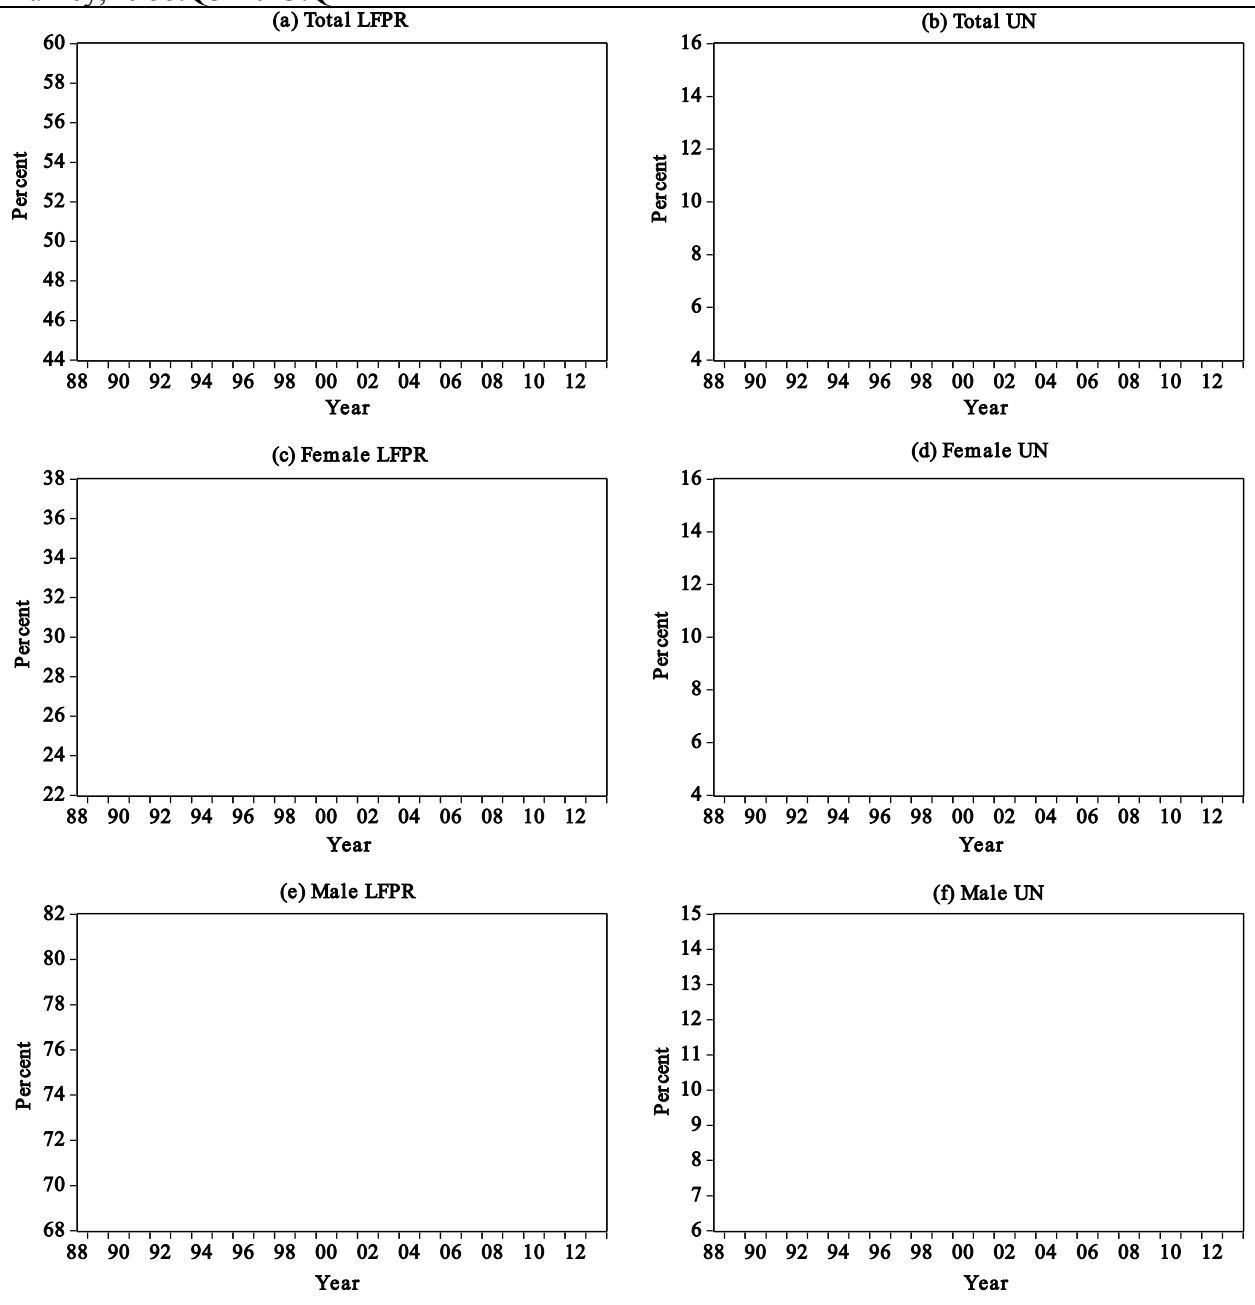 (a) Total LFPR
60
58
56
54
52
50
48
46
44
Percent
88 90 92 94 96 98 00 02 04 06 08 10 12
Year
(b) Total UN
16
14
12
10
8
6
4
Percent
88 90 92 94 96 98 00 02 04 06 08 10 12
Year
(c) Female LFPR
38
36
34
32
30
28
26
24
22
Percent
88 90 92 94 96 98 00 02 04 06 08 10 12
Year
(d) Female UN
16
14
12
10
8
6
4
Percent
88 90 92 94 96 98 00 02 04 06 08 10 12
Year
(e) Male LFPR
82
80
78
76
74
72
70
68
Percent
88 90 92 94 96 98 00 02 04 06 08 10 12
Year
(f) Male UN
15
14
13
12
11
10
9
8
7
6
Percent
88 90 92 94 96 98 00 02 04 06 08 10 12
Year